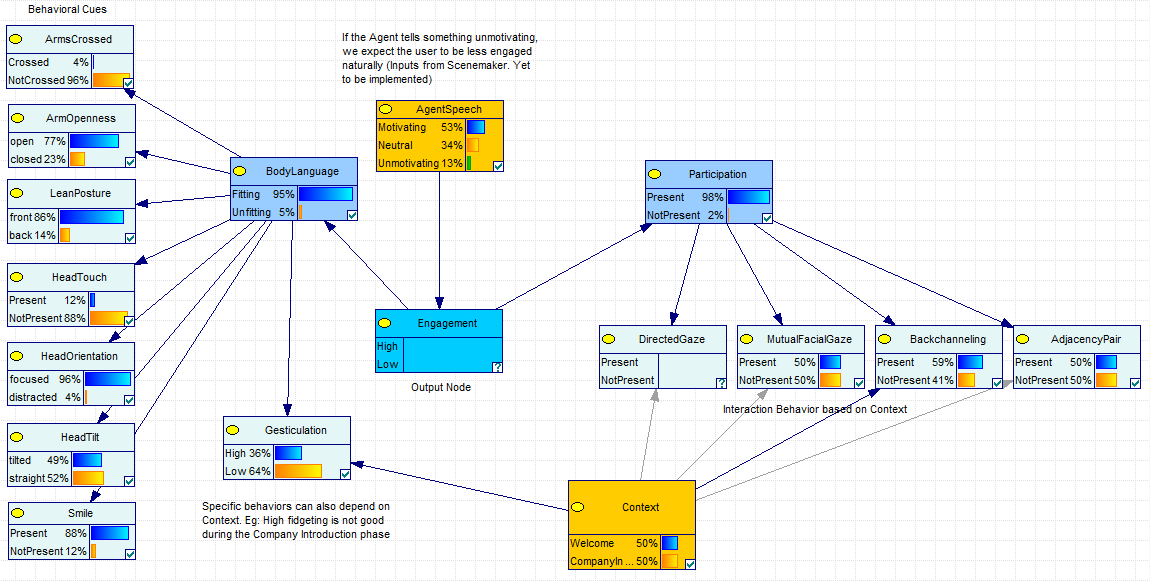 Behavioral Cues
ArmsCrossed
Crossed 4%
NotCrossed 96%
ArmOpenness
open 77%
closed 23%
LeanPosture
front 86%
back 14%
HeadTouch
Present 12%
NotPresent 88%
HeadOrientation
focused 96%
distracted 4%
HeadTilt
tilted 49%
straight 52%
Smile
Present 88%
NotPresent 12%
BodyLanguage
Fitting 95%
Unfitting 5%
If the Agent tells something unmotivating,
we expect the user to be less engaged
naturally (Inputs from Scenemaker. Yet
to be implemented)
AgentSpeech
Motivating 53%
Neutral 34%
Unmotivating 13%
Engagement
High
Low
?
Output Node
Gesticulation
High 36%
Low 64%
Specific behaviors can also depend on
Context. Eg: High fidgeting is not good
during the Company Introduction phase
Participation
Present 98%
NotPresent 2%
DirectedGaze
Present
NotPresent
?
MutualFacialGaze
Present 50%
NotPresent 50%
Backchanneling
Present 59%
NotPresent 41%
AdjacencyPair
Present 50%
NotPresent 50%
Interaction Behavior based on Context
Context
Welcome 50%
CompanyIn ... 50%